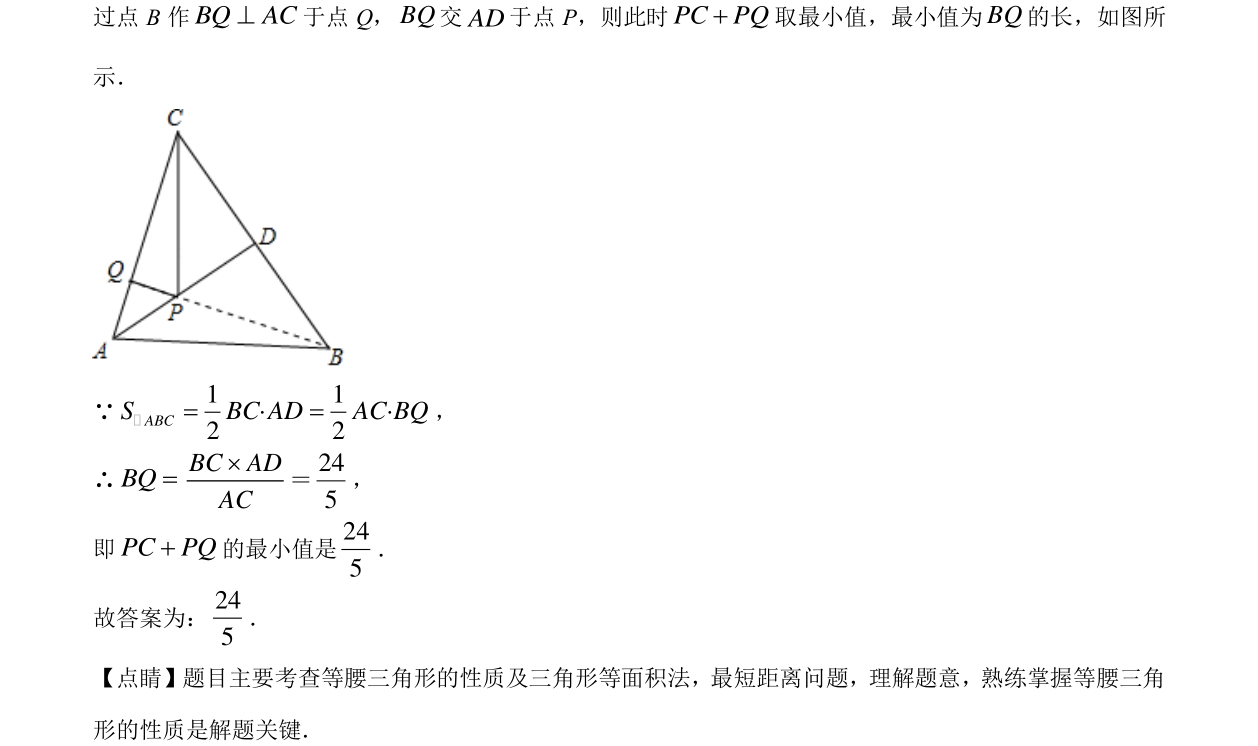 过点 B 作 BQ ⊥ AC 于点 Q，BQ 交 AD 于点 P，则此时 PC + PQ 取最小值，最小值为 BQ 的长，如图所
示．
C
D
Q
P
A
B
∵ S□ABC = 1/2 BC·AD = 1/2 AC·BQ，
∴ BQ = BC × AD / AC = 24/5，
即 PC + PQ 的最小值是 24/5．
故答案为：24/5．
【点睛】题目主要考查等腰三角形的性质及三角形等面积法，最短距离问题，理解题意，熟练掌握等腰三角
形的性质是解题关键．